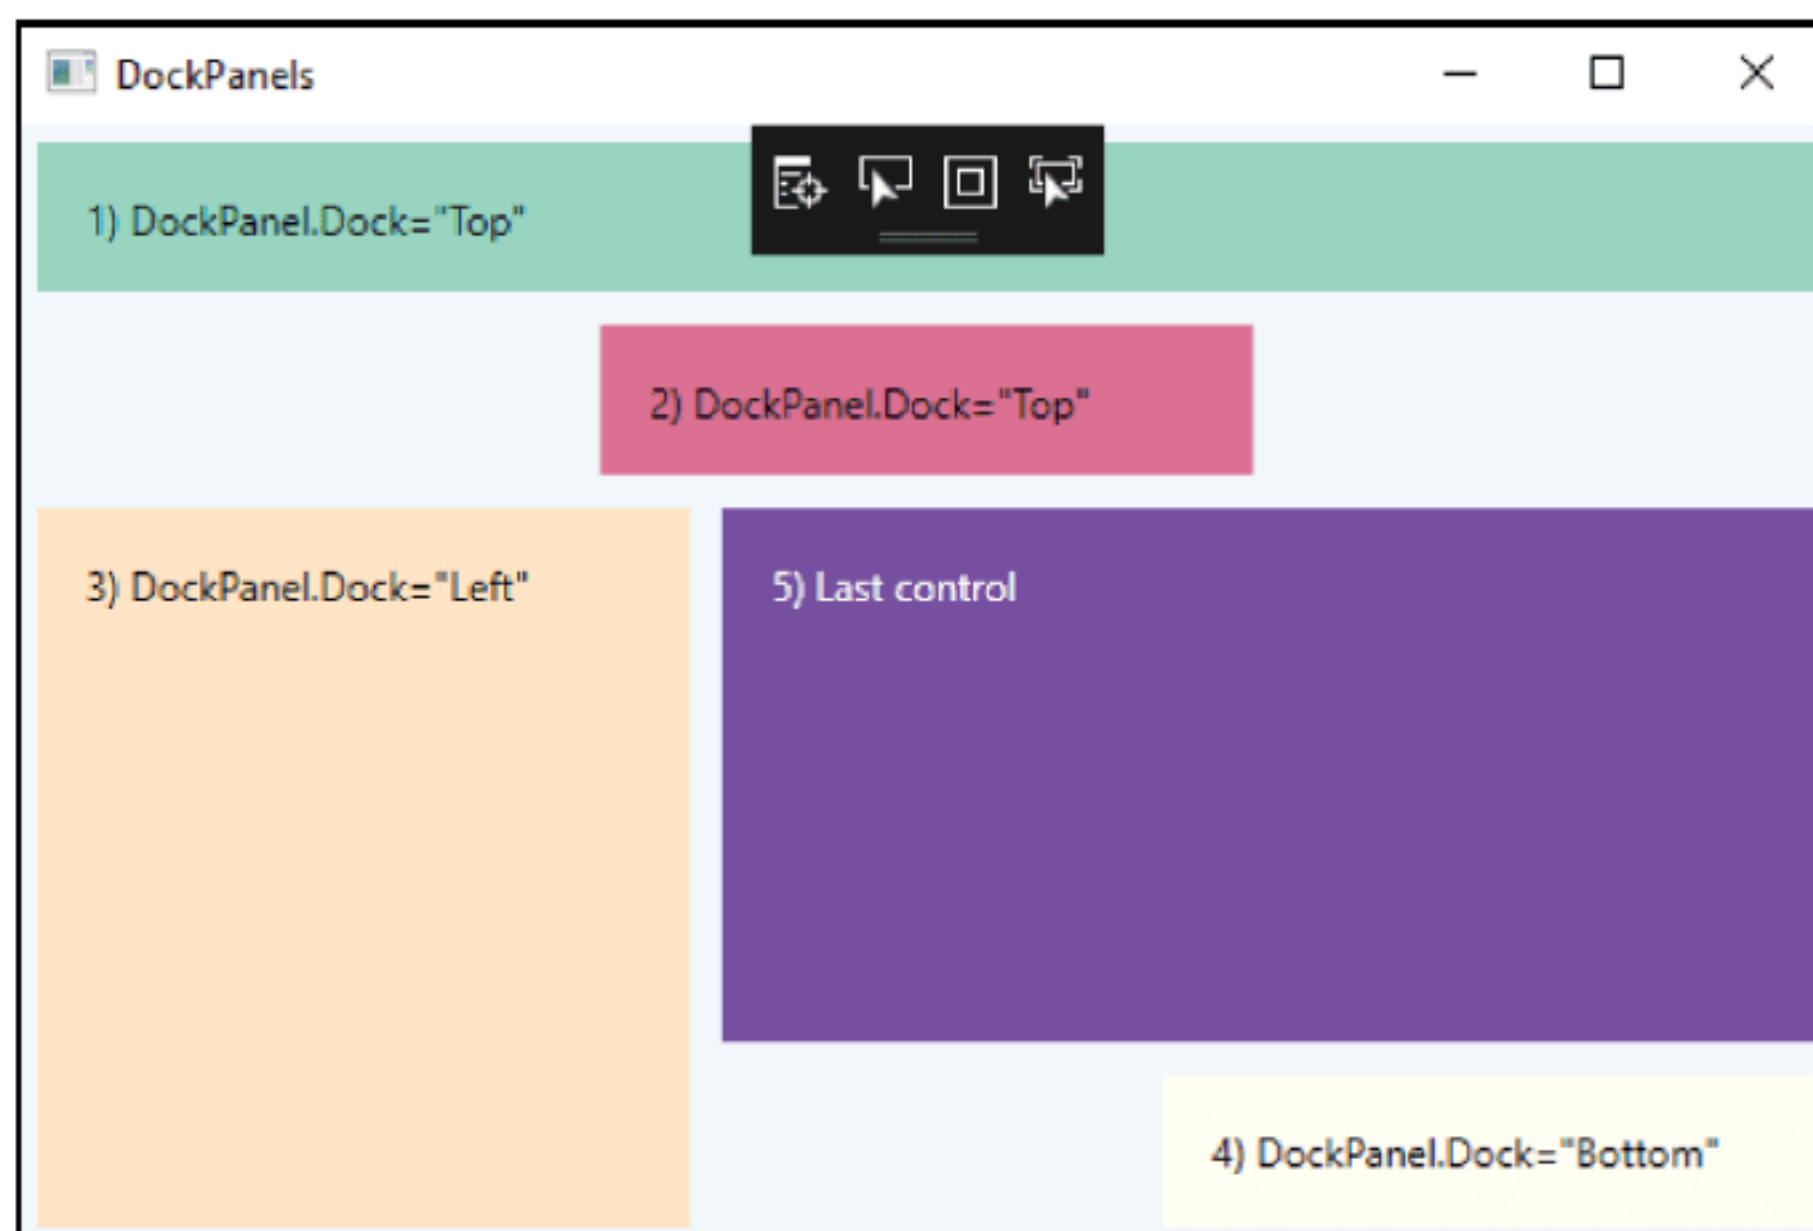 DockPanels
1) DockPanel.Dock="Top"
2) DockPanel.Dock="Top"
3) DockPanel.Dock="Left"
5) Last control
4) DockPanel.Dock="Bottom"